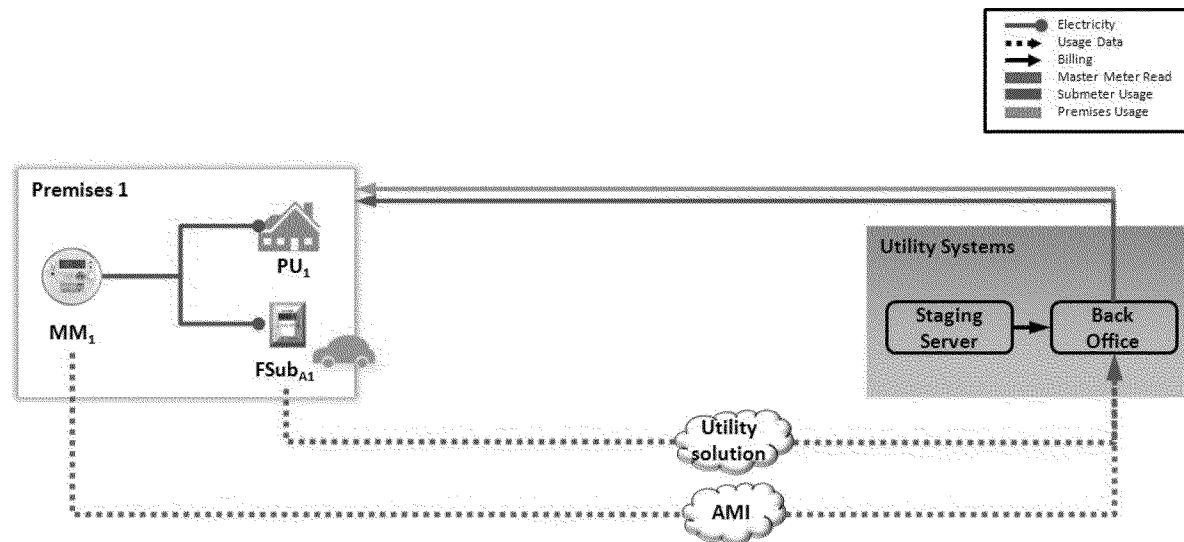 Electricity
Usage Data
Billing
Master Meter Read
Submeter Usage
Premises Usage
Premises 1
PU1
MM1
FSubA1
Utility Systems
Staging
Server
Back
Office
Utility
solution
AMI